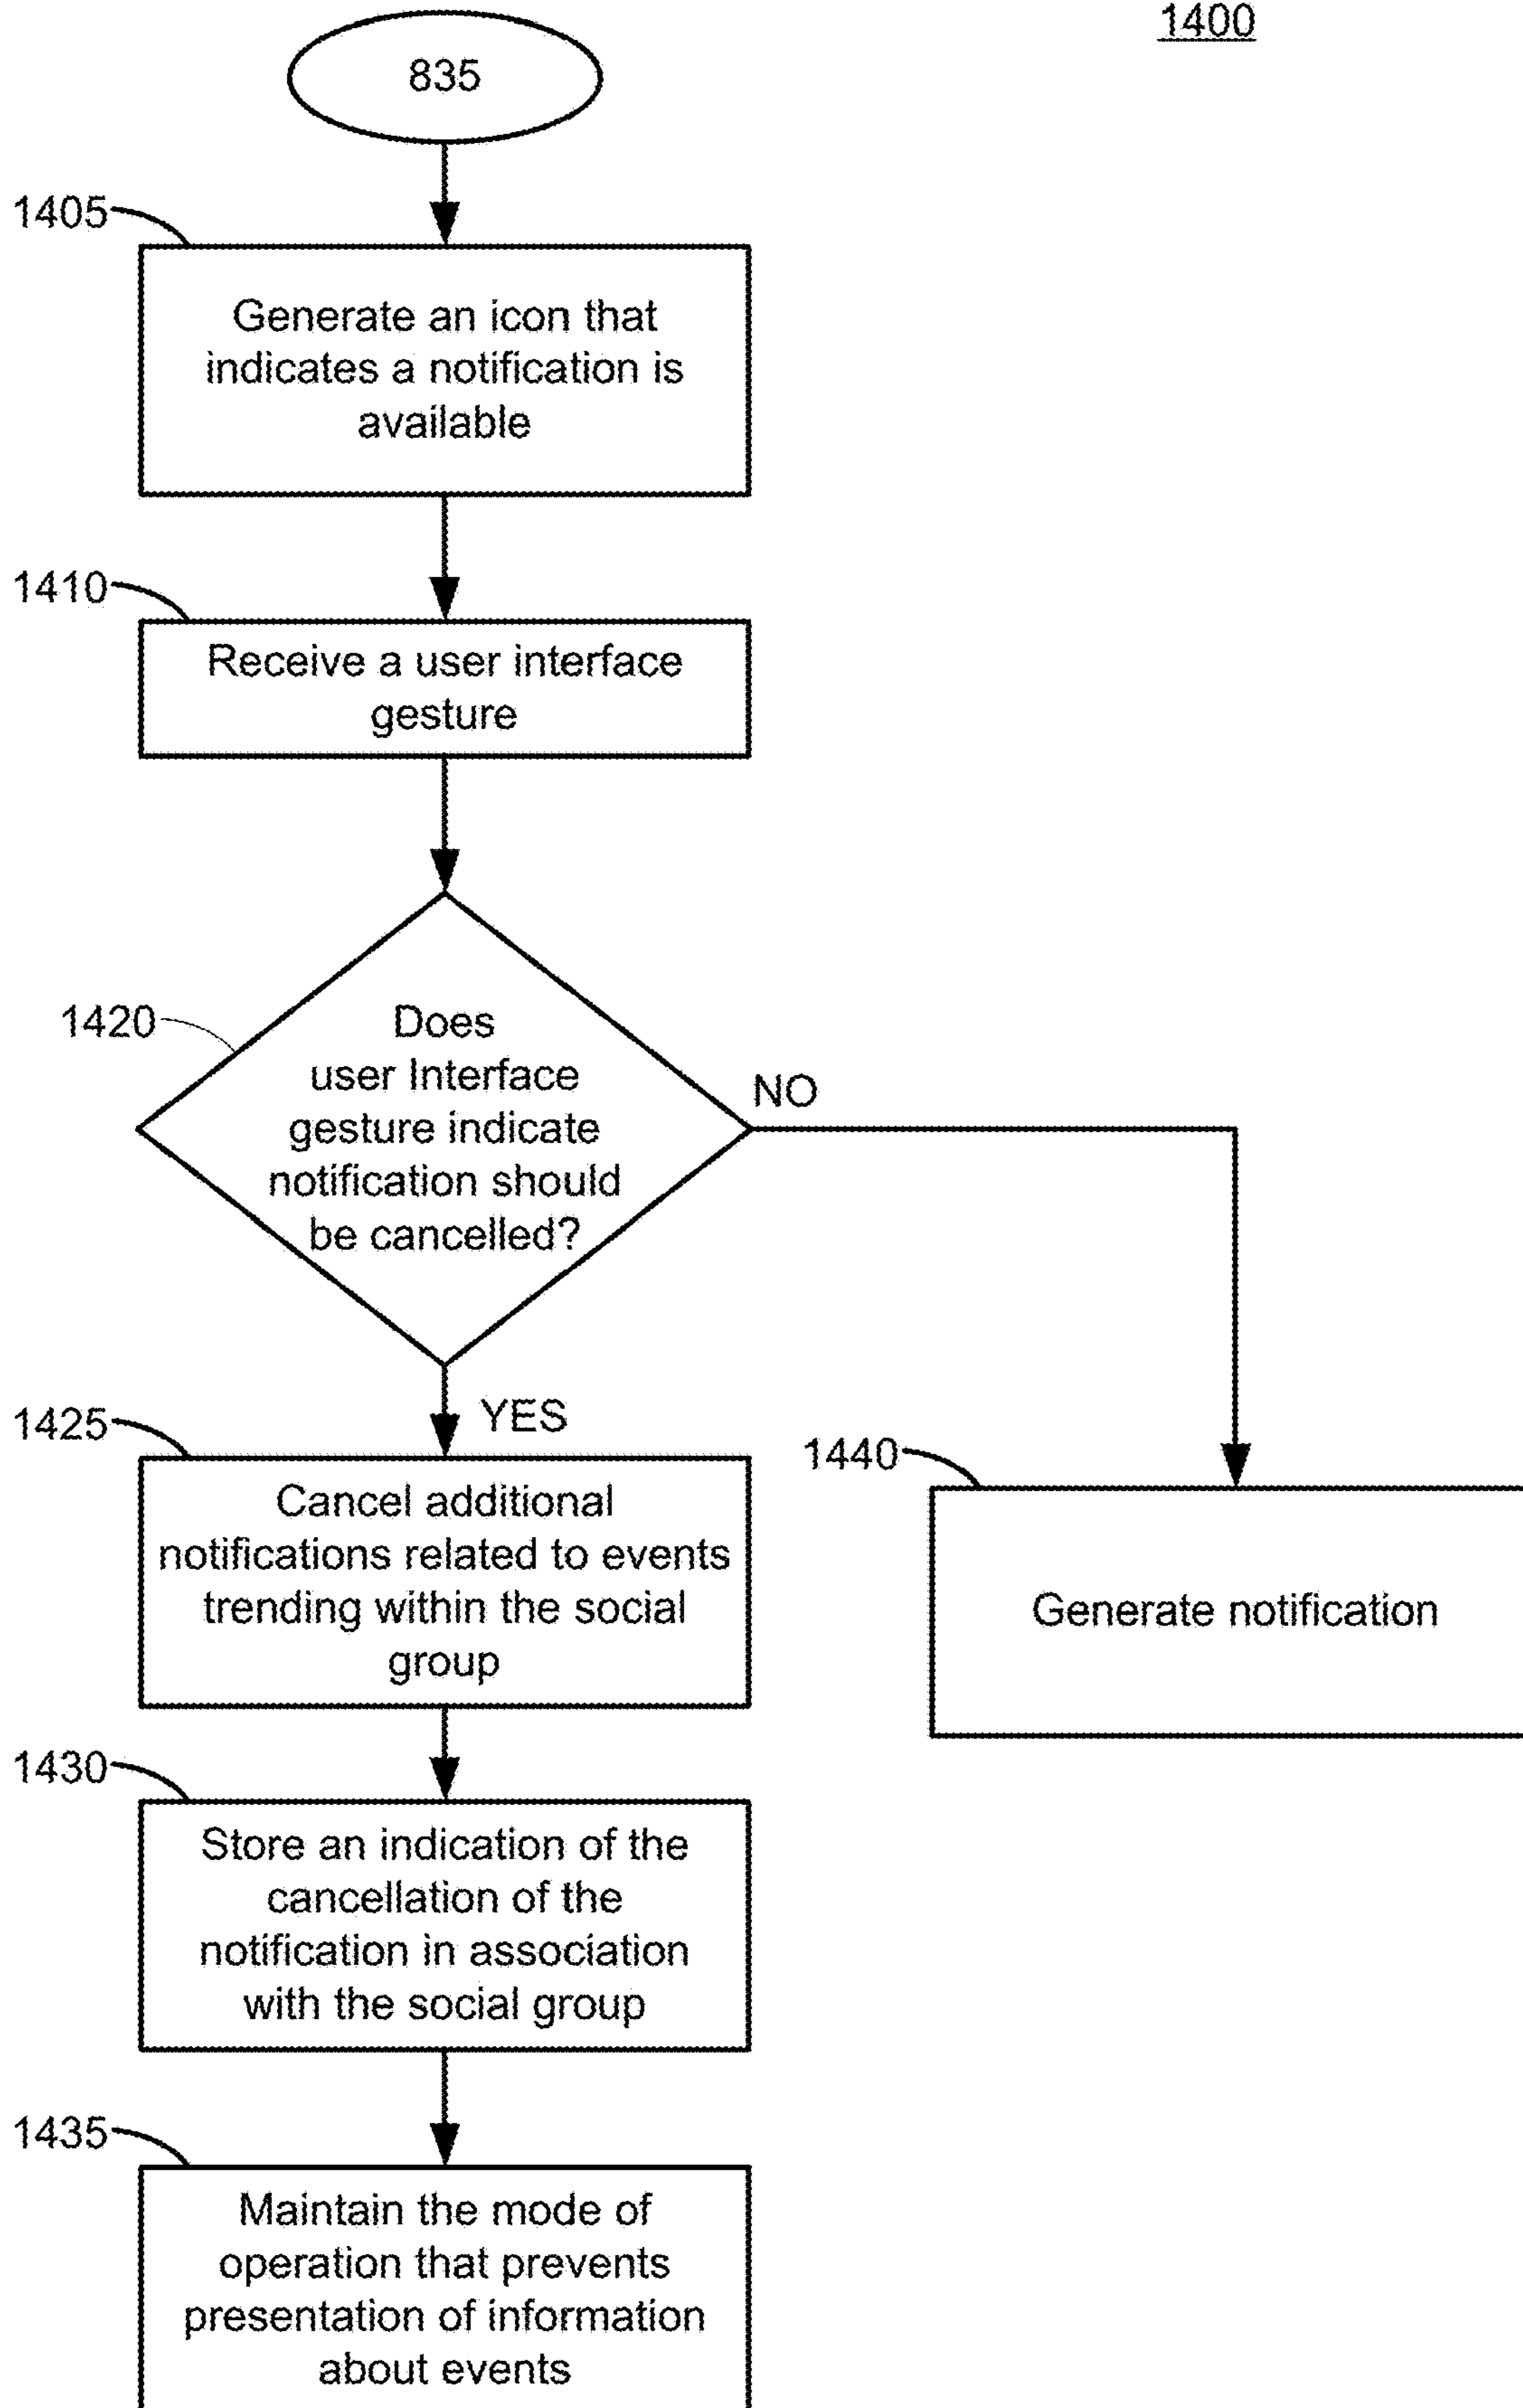 1400
835
1405
Generate an icon that
indicates a notification is
available
1410
Receive a user interface
gesture
1420
Does
user Interface
gesture indicate
notification should
be cancelled?
NO
YES
1425
Cancel additional
notifications related to events
trending within the social
group
1440
Generate notification
1430
Store an indication of the
cancellation of the
notification in association
with the social group
1435
Maintain the mode of
operation that prevents
presentation of information
about events